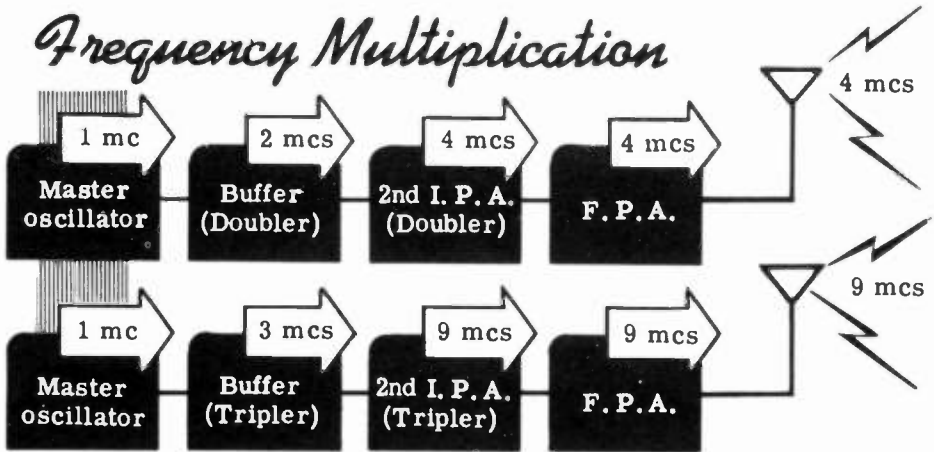 Frequency Multiplication
1 mc
2 mcs
4 mcs
4 mcs
4 mcs
Master
oscillator
Buffer
(Doubler)
2nd I. P. A.
(Doubler)
F. P. A.
1 mc
3 mcs
9 mcs
9 mcs
9 mcs
Master
oscillator
Buffer
(Tripler)
2nd I. P. A.
(Tripler)
F. P. A.